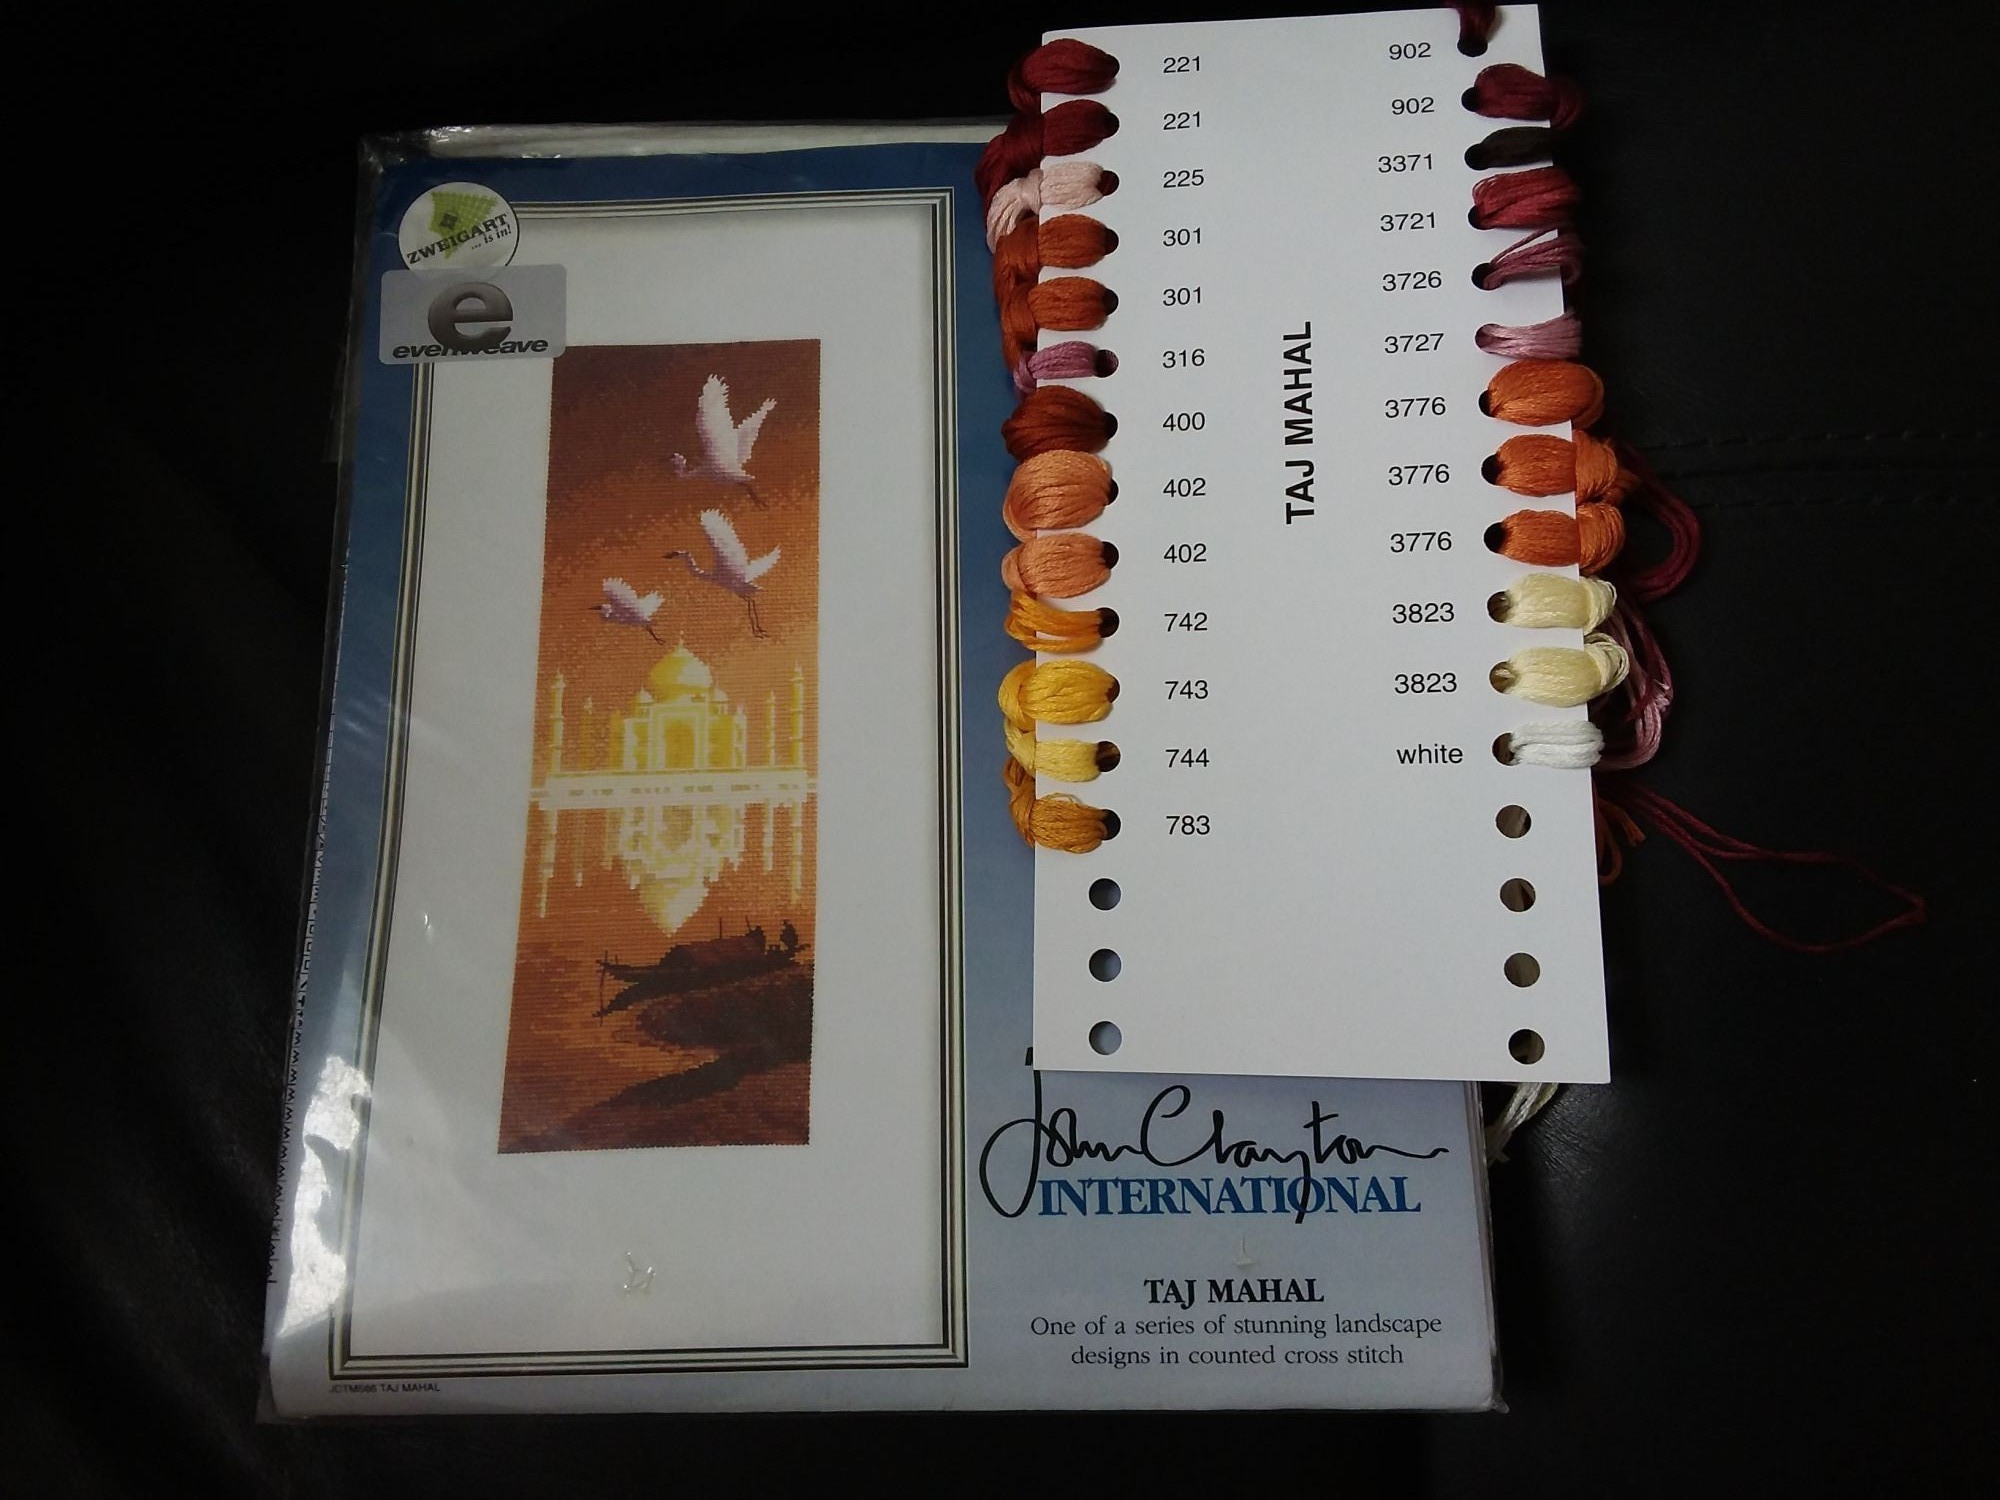 ZWEIGART
... is in!
e
evenweave
221
221
225
301
301
316
400
402
402
742
743
744
783
TAJ MAHAL
902
902
3371
3721
3726
3727
3776
3776
3776
3823
3823
white
John Clayton
INTERNATIONAL
TAJ MAHAL
One of a series of stunning landscape
designs in counted cross stitch
TAJ MAHAL